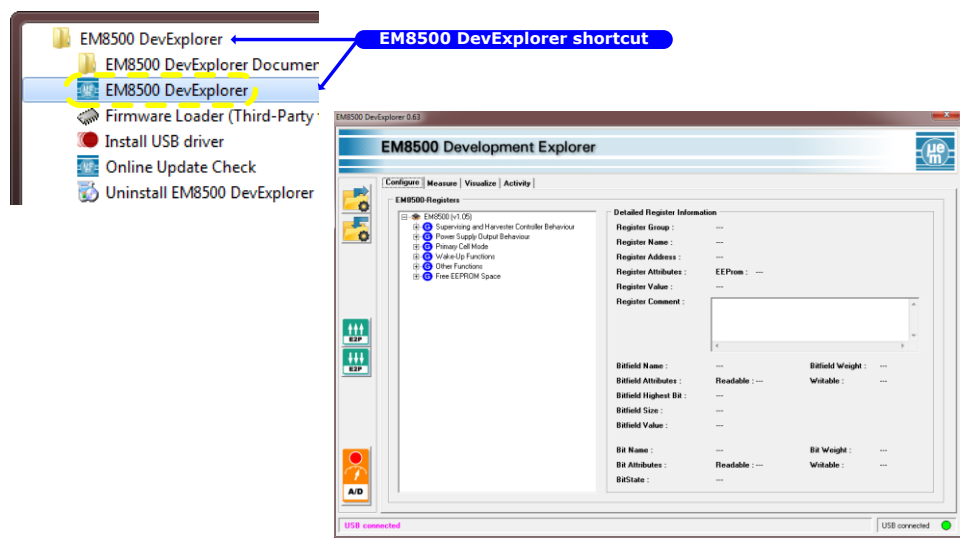 EM8500 DevExplorer
EM8500 DevExplorer shortcut
EM8500 DevExplorer Documen
EM8500 DevExplorer
Firmware Loader (Third-Party
Install USB driver
Online Update Check
Uninstall EM8500 DevExplorer
EM8500 DevExplorer 0.63
EM8500 Development Explorer
Configure Measure Visualize Activity
EM8500-Registers
EM8500 (v1.05)
Supervising and Harvester Controller Behaviour
Power Supply Output Behaviour
Primary Cell Mode
Wake-Up Functions
Other Functions
Free EEPROM Space
Detailed Register Information
Register Group : ---
Register Name : ---
Register Address : ---
Register Attributes : EEProm : ---
Register Value : ---
Register Comment :
Bitfield Name : --- Bitfield Weight : ---
Bitfield Attributes : Readable : --- Writable : ---
Bitfield Highest Bit : ---
Bitfield Size : ---
Bitfield Value : ---
Bit Name : --- Bit Weight : ---
Bit Attributes : Readable : --- Writable : ---
BitState : ---
E2P
E2P
A/D
USB connected
USB connected